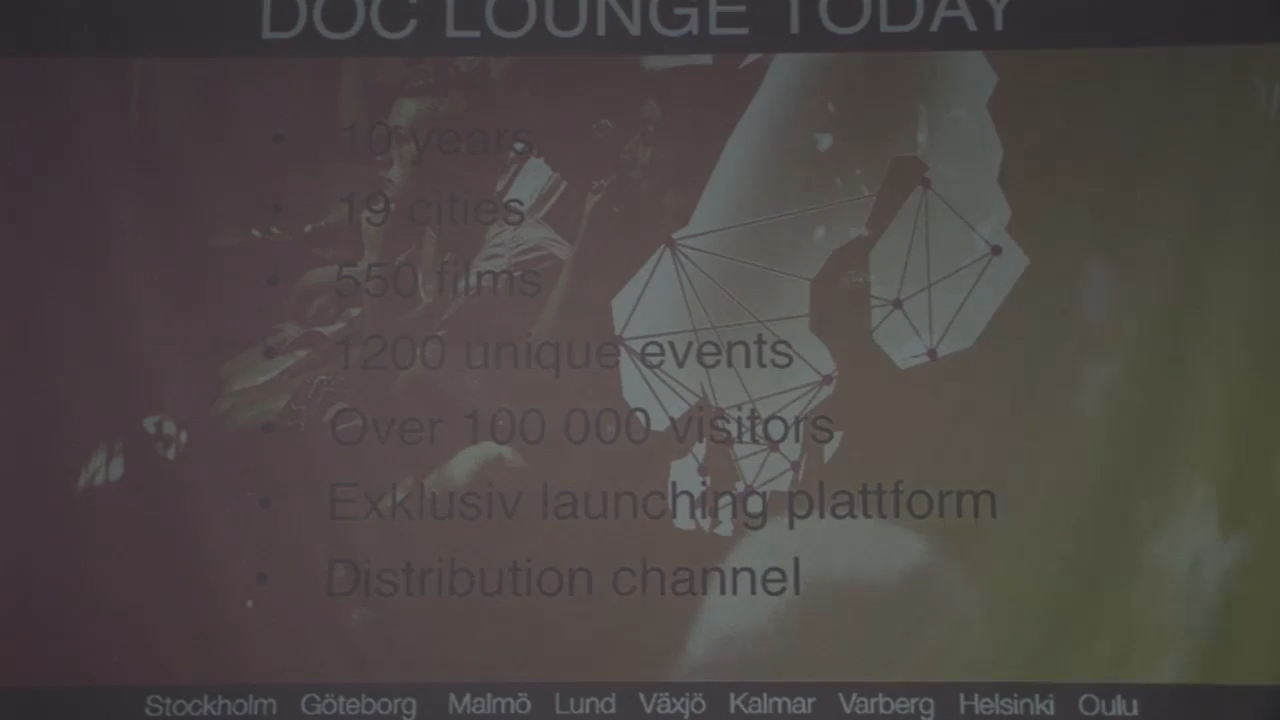 DOC LOUNGE TODAY
• 10 years
• 19 cities
• 550 films
• 1200 unique events
• Over 100 000 visitors
• Exklusiv launching plattform
• Distribution channel
Stockholm Göteborg Malmö Lund Växjö Kalmar Varberg Helsinki Oulu